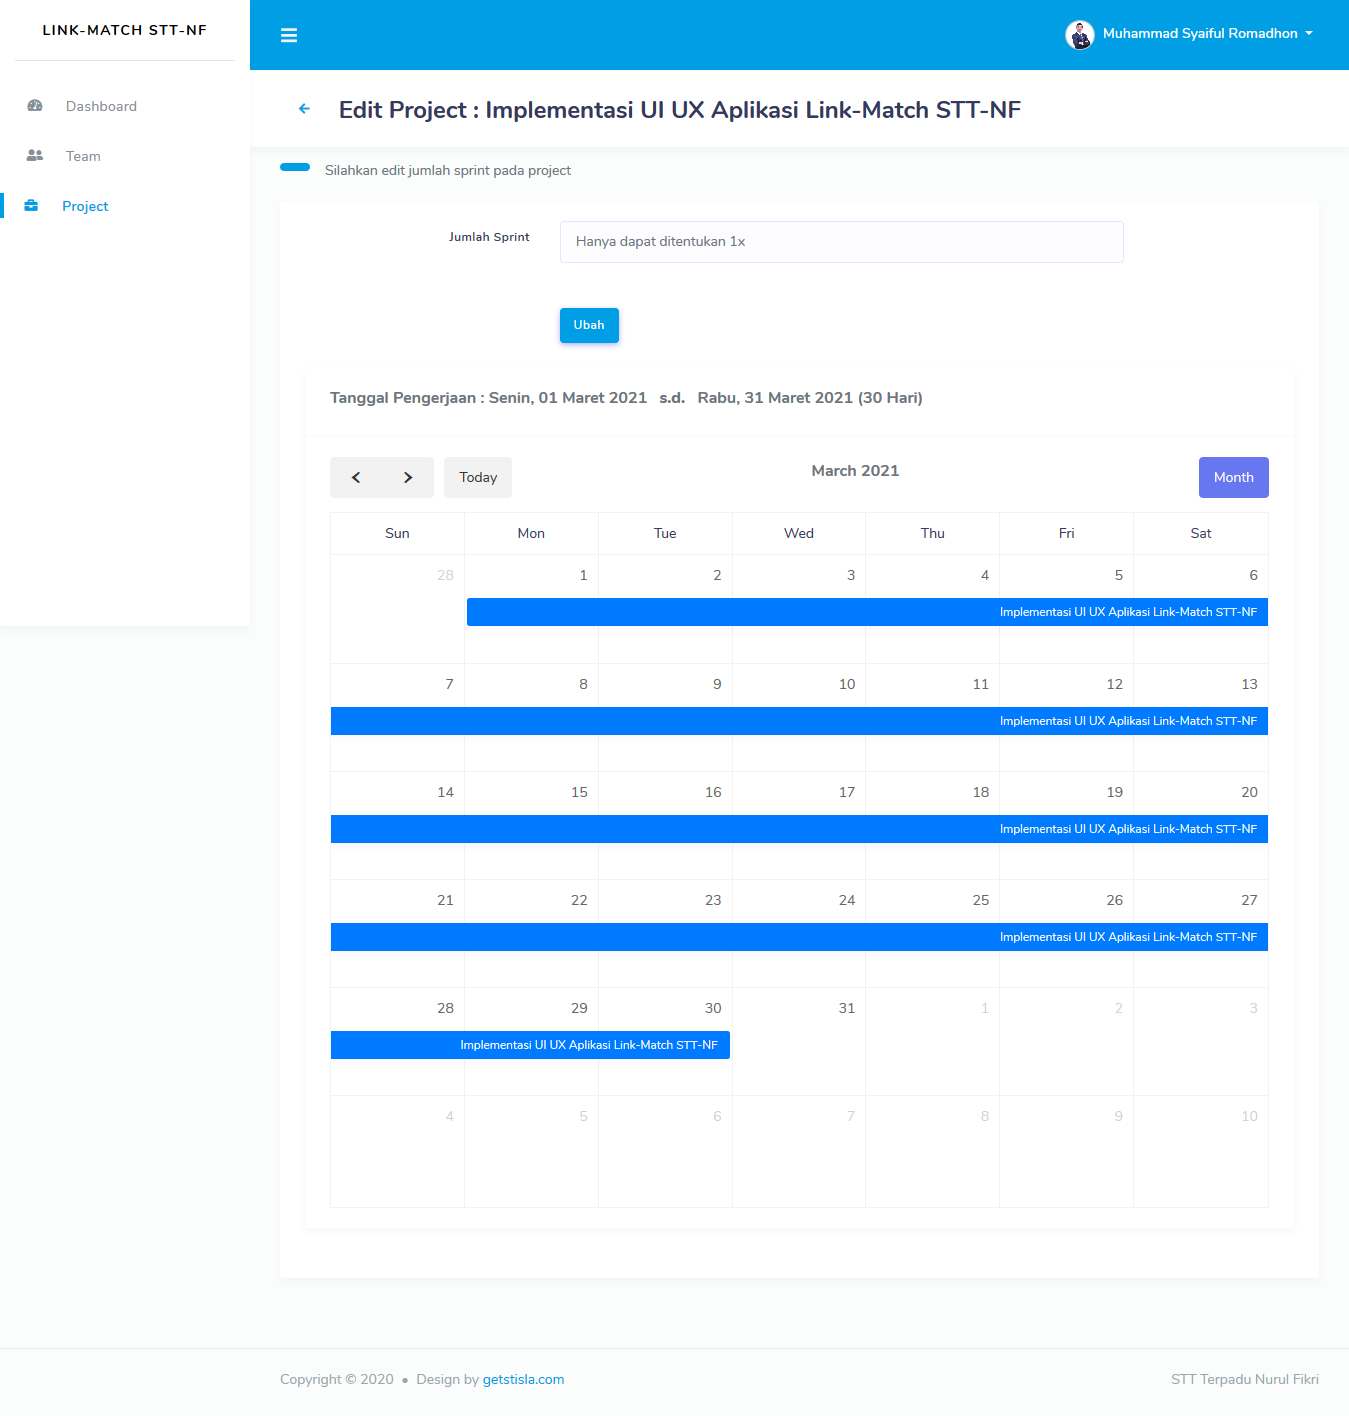 LINK-MATCH STT-NF
Muhammad Syaiful Romadhon
Dashboard
Team
Project
Edit Project : Implementasi UI UX Aplikasi Link-Match STT-NF
Silahkan edit jumlah sprint pada project
Jumlah Sprint
Hanya dapat ditentukan 1x
Ubah
Tanggal Pengerjaan : Senin, 01 Maret 2021 s.d. Rabu, 31 Maret 2021 (30 Hari)
Today
March 2021
Month
Sun Mon Tue Wed Thu Fri Sat
28 1 2 3 4 5 6
Implementasi UI UX Aplikasi Link-Match STT-NF
7 8 9 10 11 12 13
Implementasi UI UX Aplikasi Link-Match STT-NF
14 15 16 17 18 19 20
Implementasi UI UX Aplikasi Link-Match STT-NF
21 22 23 24 25 26 27
Implementasi UI UX Aplikasi Link-Match STT-NF
28 29 30 31 1 2 3
Implementasi UI UX Aplikasi Link-Match STT-NF
4 5 6 7 8 9 10
Copyright © 2020 • Design by getstisla.com
STT Terpadu Nurul Fikri